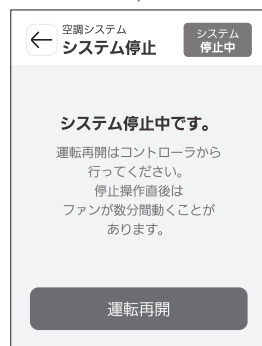 空調システム
システム停止
システム
停止中
システム停止中です。
運転再開はコントローラから
行ってください。
停止操作直後は
ファンが数分間動くことが
あります。
運転再開